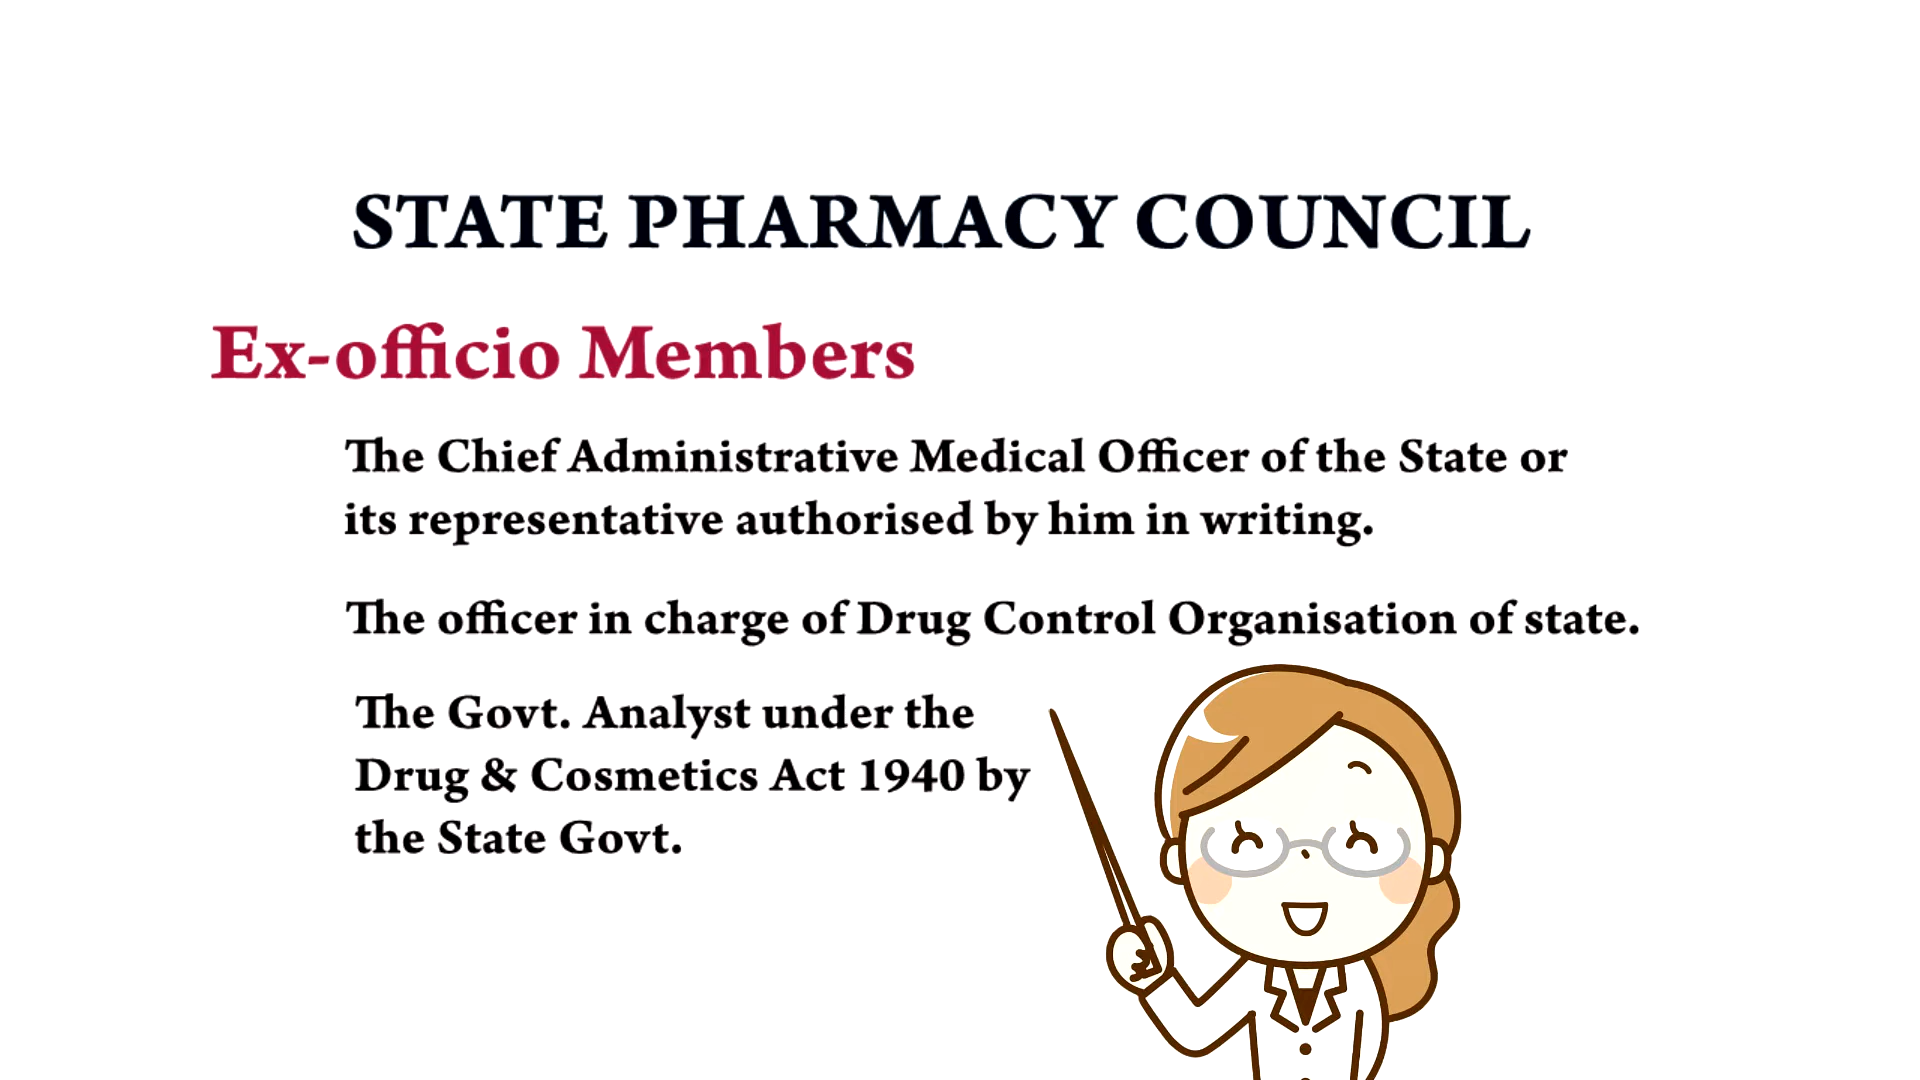 STATE PHARMACY COUNCIL
Ex-officio Members
The Chief Administrative Medical Officer of the State or
its representative authorised by him in writing.
The officer in charge of Drug Control Organisation of state.
The Govt. Analyst under the
Drug & Cosmetics Act 1940 by
the State Govt.